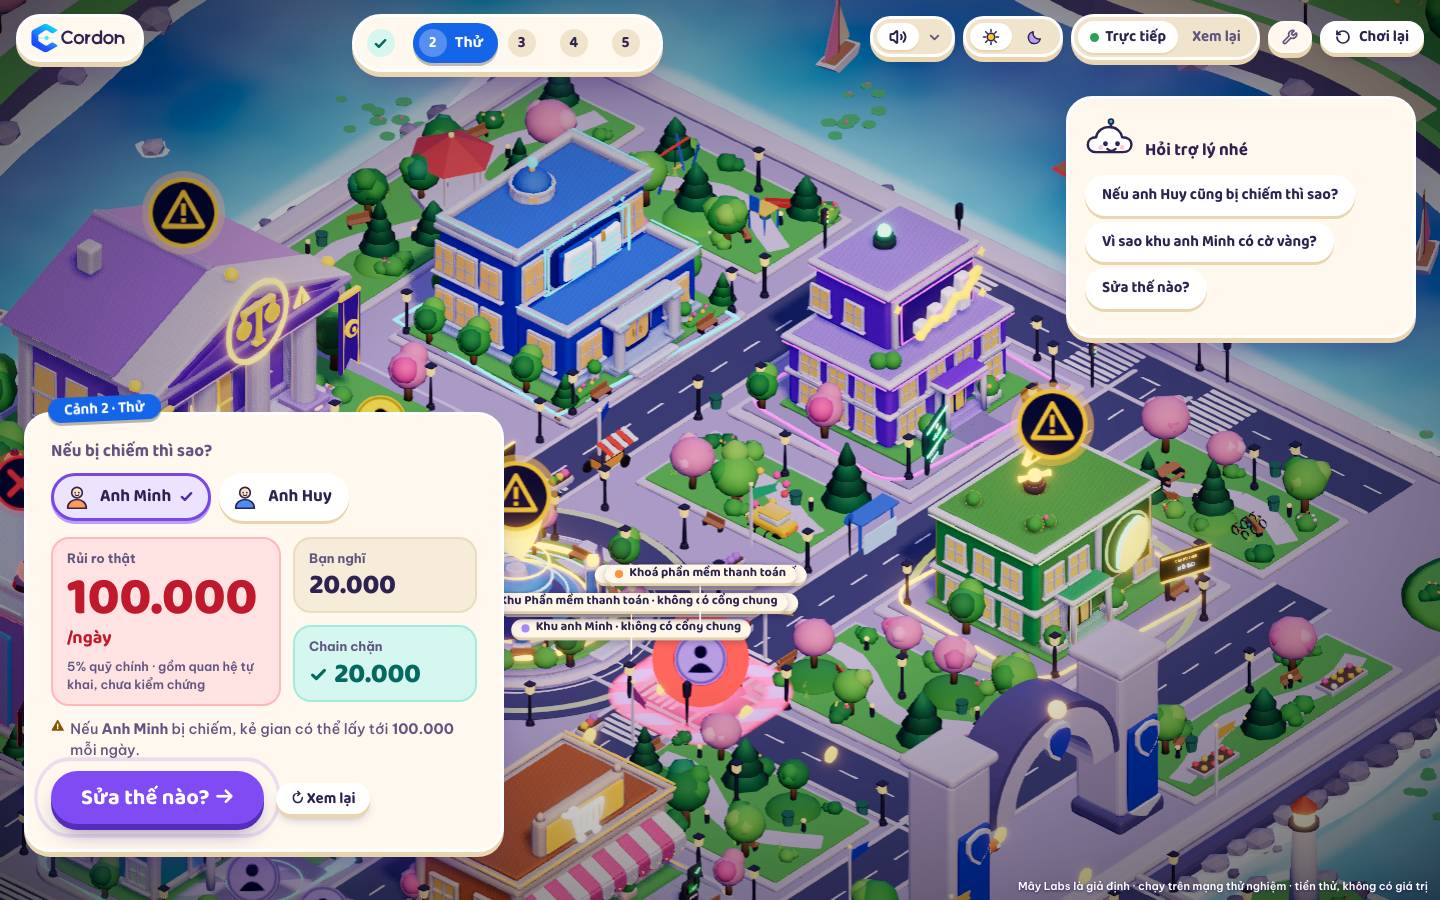 Cordon
2 Thử 3 4 5
Trực tiếp Xem lại
Chơi lại
Hỏi trợ lý nhé
Nếu anh Huy cũng bị chiếm thì sao?
Vì sao khu anh Minh có cờ vàng?
Sửa thế nào?
Cảnh 2 · Thử
Nếu bị chiếm thì sao?
Anh Minh
Anh Huy
Rủi ro thật
100.000
/ngày
5% quỹ chính · gồm quan hệ tự
khai, chưa kiểm chứng
Bạn nghĩ
20.000
Chain chặn
20.000
Nếu Anh Minh bị chiếm, kẻ gian có thể lấy tới 100.000
mỗi ngày.
Sửa thế nào?
Xem lại
Khoá phần mềm thanh toán
Khu Phần mềm thanh toán · không có cổng chung
Khu anh Minh · không có cổng chung
Mây Labs là giả định · chạy trên mạng thử nghiệm · tiền thử, không có giá trị